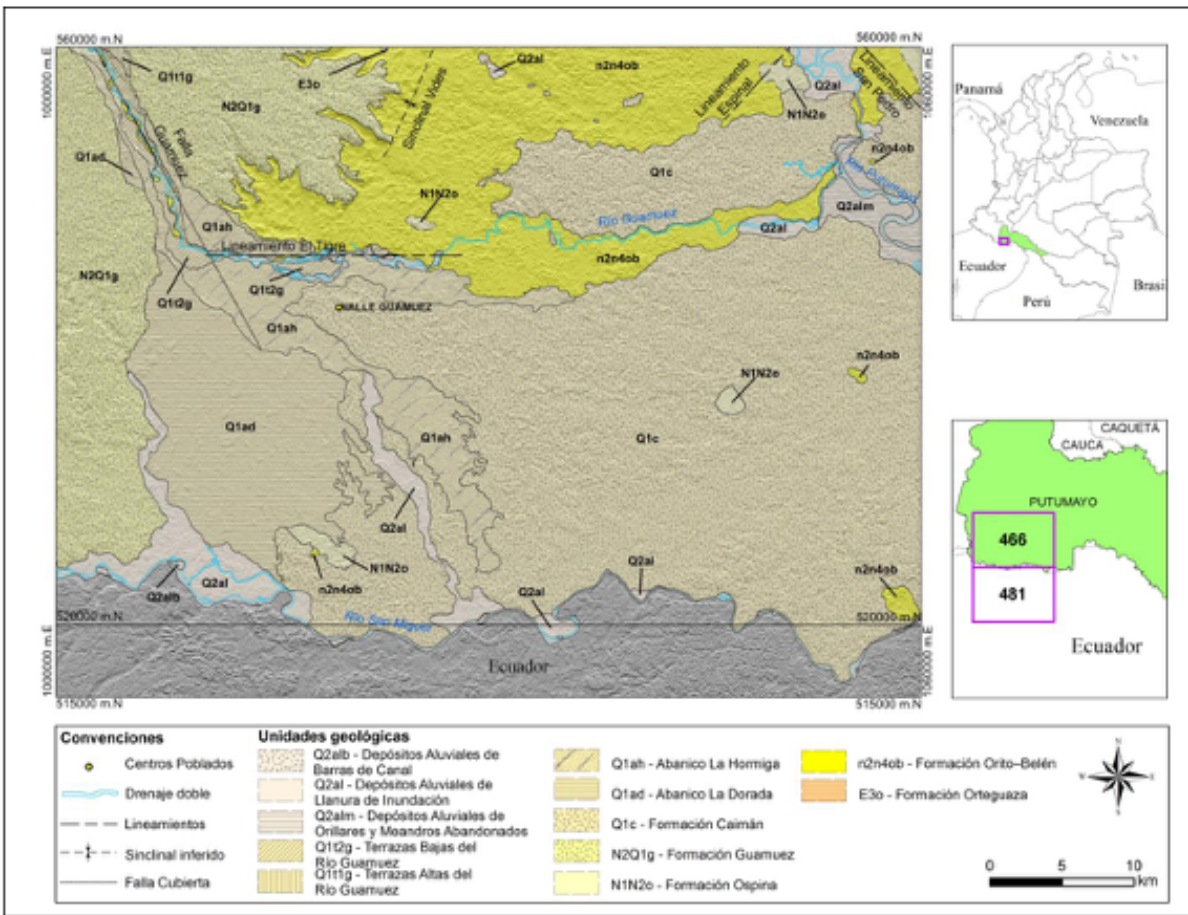 560000 m.N
560000 m.N
1000000 m.E
1060000 m.E
Q1t1g
E3o
Q2al
n2n4ob
Lineamiento
Espinal
Q2al
Lineamiento
San Pedro
N2Q1g
Sinclinal Vides
N1N2o
Falla
Guamuez
Q1ad
Q1c
n2n4ob
N1N2o
Río Guamuez
Q2alm
Q1ah
Lineamiento El Tigre
Q2al
N2Q1g
n2n4ob
Q1t2g
Q1t2g
VALLE GUAMUEZ
Q1ah
N1N2o
n2n4ob
Q1ad
Q1ah
Q1c
Q2al
N1N2o
Q2al
n2n4ob
Q2alb
Q2al
n2n4ob
Q2al
Río San Miguel
520000 m.N
520000 m.N
Ecuador
1000000 m.E
1060000 m.E
515000 m.N
515000 m.N
Panamá
Venezuela
Ecuador
Perú
Brasil
CAQUETÁ
CAUCA
PUTUMAYO
466
481
Ecuador
Convenciones
Centros Poblados
Drenaje doble
Lineamientos
Sinclinal inferido
Falla Cubierta
Unidades geológicas
Q2alb - Depósitos Aluviales de
Barras de Canal
Q2al - Depósitos Aluviales de
Llanura de Inundación
Q2alm - Depósitos Aluviales de
Orillares y Meandros Abandonados
Q1t2g - Terrazas Bajas del
Río Guamuez
Q1t1g - Terrazas Altas del
Río Guamuez
Q1ah - Abanico La Hormiga
Q1ad - Abanico La Dorada
Q1c - Formación Caimán
N2Q1g - Formación Guamuez
N1N2o - Formación Ospina
n2n4ob - Formación Orito–Belén
E3o - Formación Orteguaza
N
W
E
S
0 5 10
km